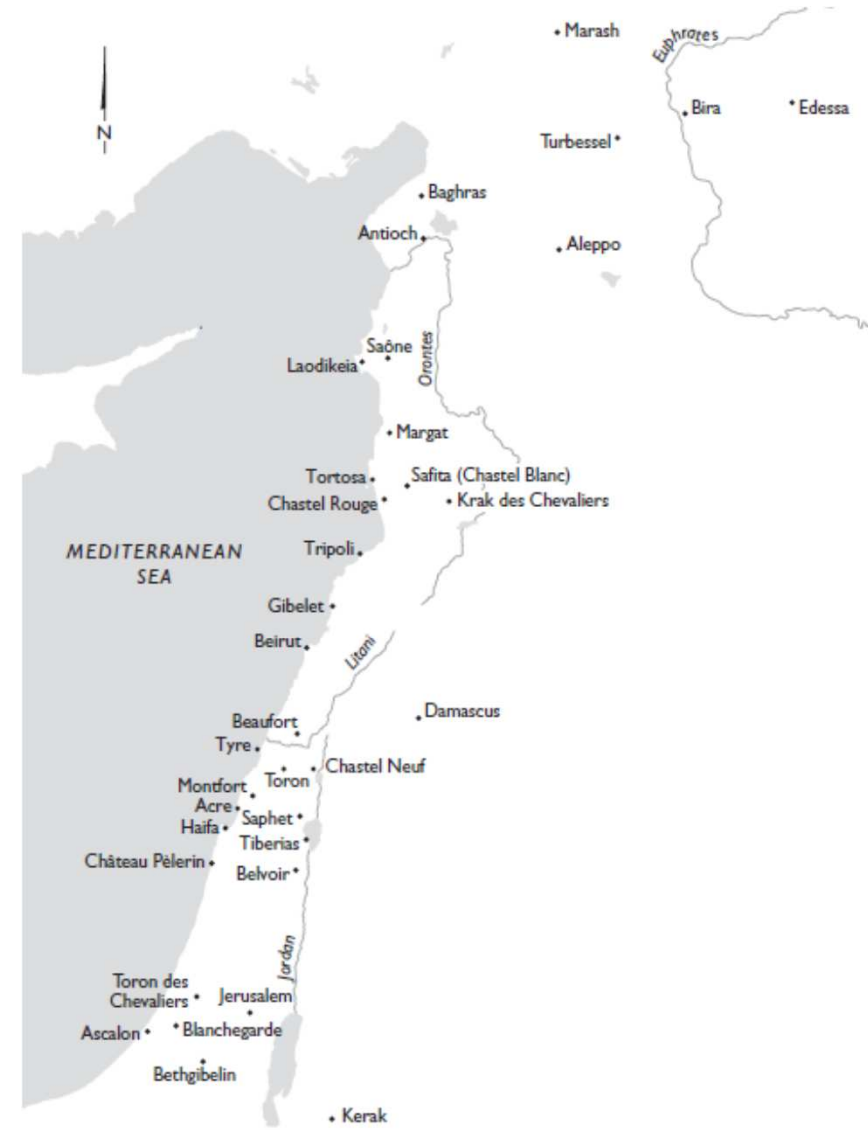 Marash
Euphrates
N
Bira
Edessa
Turbessel
Baghras
Antioch
Aleppo
Saône
Orontes
Laodikeia
Margat
Tortosa
Safita (Chastel Blanc)
Chastel Rouge
Krak des Chevaliers
MEDITERRANEAN
SEA
Tripoli
Gibelet
Beirut
Litani
Damascus
Beaufort
Tyre
Chastel Neuf
Toron
Montfort
Acre
Saphet
Haifa
Tiberias
Château Pèlerin
Belvoir
Jordan
Toron des
Chevaliers
Jerusalem
Ascalon
Blanchegarde
Bethgibelin
Kerak